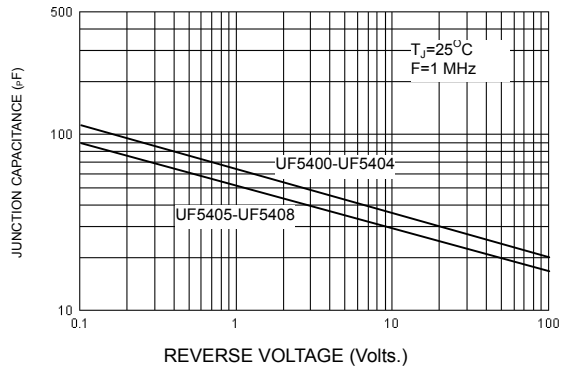 500
T_J=25°C
F=1 MHz
JUNCTION CAPACITANCE (pF)
100
UF5400-UF5404
UF5405-UF5408
10
0.1 1 10 100
REVERSE VOLTAGE (Volts.)